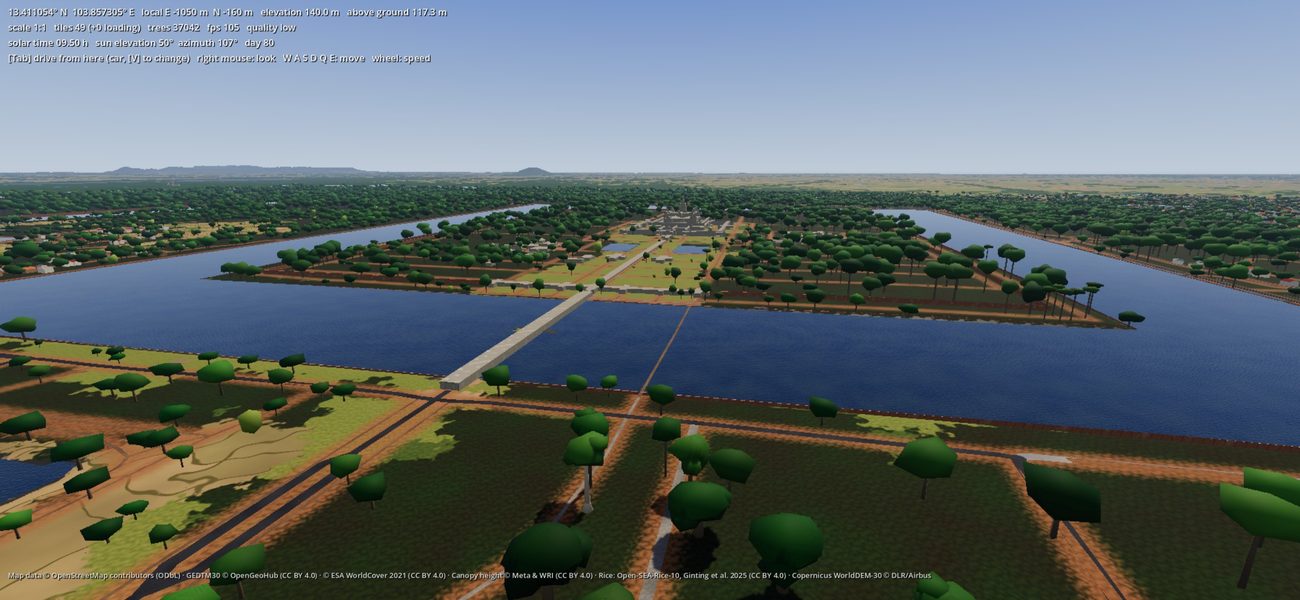 13.411054° N  103.857305° E   local E -1050 m  N -160 m   elevation 140.0 m   above ground 117.3 m
scale 1:1   tiles 49 (+0 loading)   trees 37042   fps 105   quality low
solar time 09.50 h   sun elevation 50°  azimuth 107°   day 80
[Tab] drive from here (car, [V] to change)   right mouse: look   W A S D Q E: move   wheel: speed
Map data © OpenStreetMap contributors (ODbL) · GEDTM30 © OpenGeoHub (CC BY 4.0) · © ESA WorldCover 2021 (CC BY 4.0) · Canopy height © Meta & WRI (CC BY 4.0) · Rice: Open-SEA-Rice-10, Ginting et al. 2025 (CC BY 4.0) · Copernicus WorldDEM-30 © DLR/Airbus